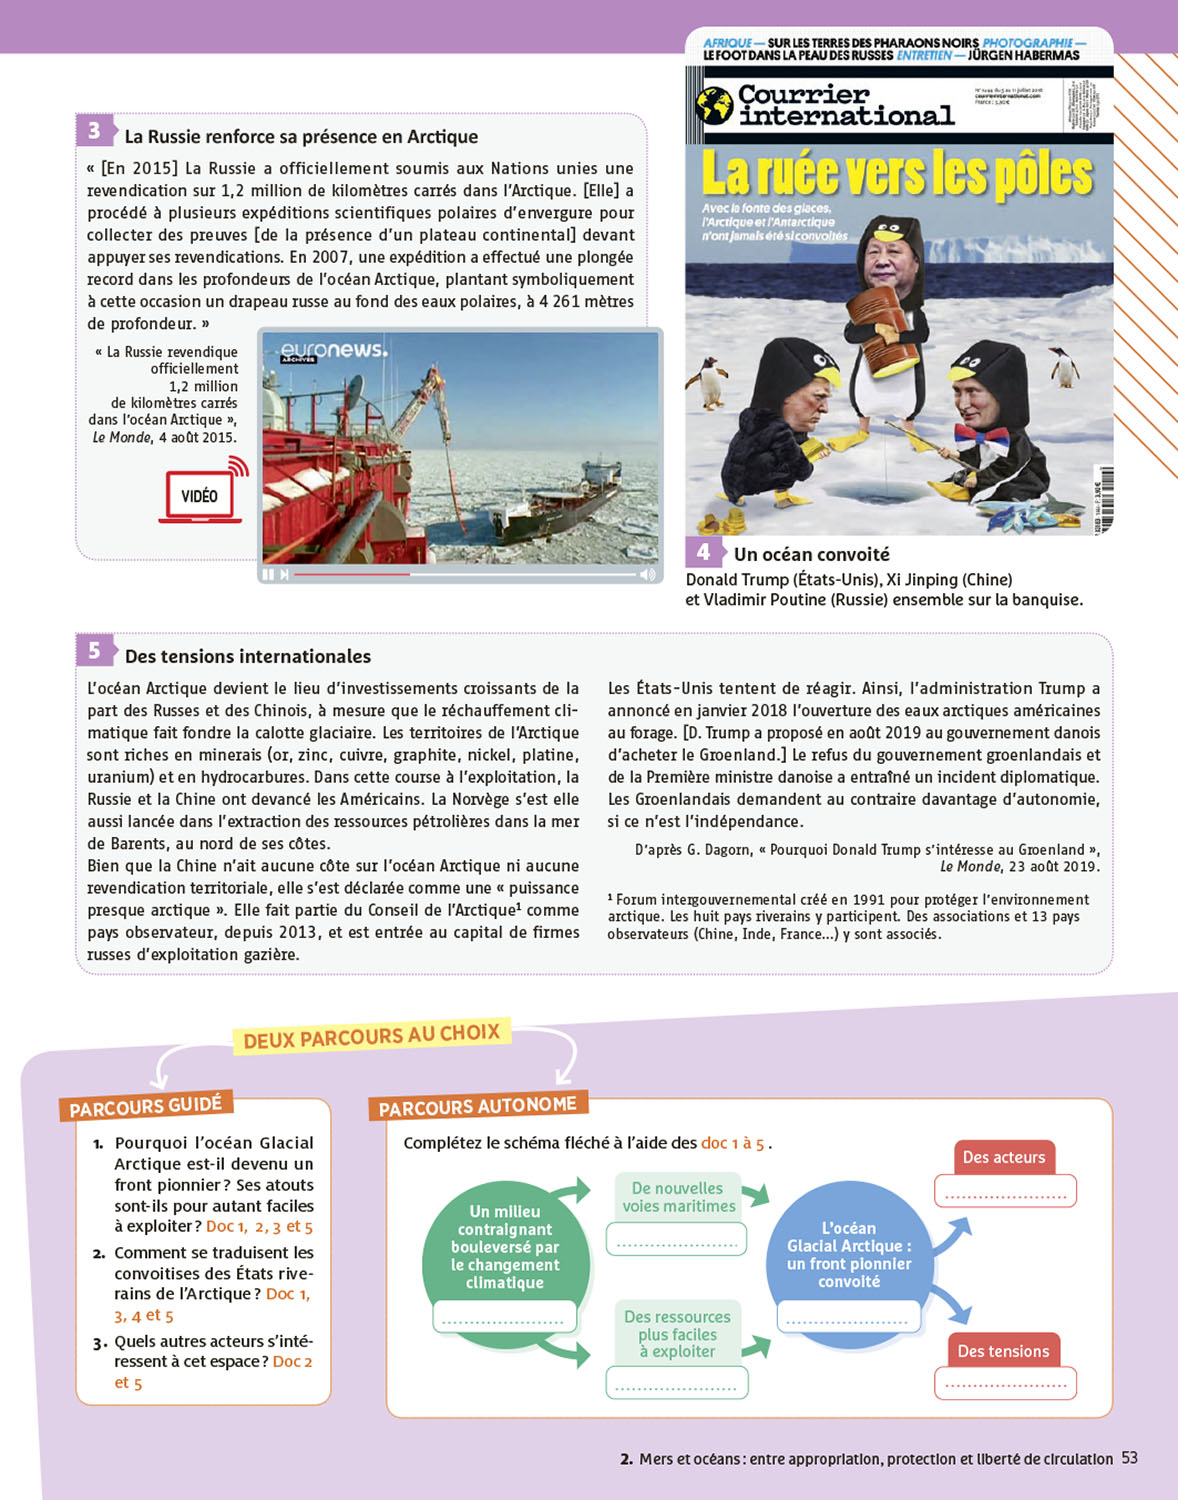 AFRIQUE — SUR LES TERRES DES PHARAONS NOIRS PHOTOGRAPHIE —
LE FOOT DANS LA PEAU DES RUSSES ENTRETIEN — JÜRGEN HABERMAS
Courrier
international
courrierinternational.com
La ruée vers les pôles
Avec la fonte des glaces,
l'Arctique et l'Antarctique
n'ont jamais été si convoités
3 La Russie renforce sa présence en Arctique
« [En 2015] La Russie a officiellement soumis aux Nations unies une
revendication sur 1,2 million de kilomètres carrés dans l'Arctique. [Elle] a
procédé à plusieurs expéditions scientifiques polaires d'envergure pour
collecter des preuves [de la présence d'un plateau continental] devant
appuyer ses revendications. En 2007, une expédition a effectué une plongée
record dans les profondeurs de l'océan Arctique, plantant symboliquement
à cette occasion un drapeau russe au fond des eaux polaires, à 4 261 mètres
de profondeur. »
« La Russie revendique
officiellement
1,2 million
de kilomètres carrés
dans l'océan Arctique »,
Le Monde, 4 août 2015.
VIDÉO
euronews.
ARCHIVES
4 Un océan convoité
Donald Trump (États-Unis), Xi Jinping (Chine)
et Vladimir Poutine (Russie) ensemble sur la banquise.
5 Des tensions internationales
L'océan Arctique devient le lieu d'investissements croissants de la
part des Russes et des Chinois, à mesure que le réchauffement cli-
matique fait fondre la calotte glaciaire. Les territoires de l'Arctique
sont riches en minerais (or, zinc, cuivre, graphite, nickel, platine,
uranium) et en hydrocarbures. Dans cette course à l'exploitation, la
Russie et la Chine ont devancé les Américains. La Norvège s'est elle
aussi lancée dans l'extraction des ressources pétrolières dans la mer
de Barents, au nord de ses côtes.
Bien que la Chine n'ait aucune côte sur l'océan Arctique ni aucune
revendication territoriale, elle s'est déclarée comme une « puissance
presque arctique ». Elle fait partie du Conseil de l'Arctique¹ comme
pays observateur, depuis 2013, et est entrée au capital de firmes
russes d'exploitation gazière.
Les États-Unis tentent de réagir. Ainsi, l'administration Trump a
annoncé en janvier 2018 l'ouverture des eaux arctiques américaines
au forage. [D. Trump a proposé en août 2019 au gouvernement danois
d'acheter le Groenland.] Le refus du gouvernement groenlandais et
de la Première ministre danoise a entraîné un incident diplomatique.
Les Groenlandais demandent au contraire davantage d'autonomie,
si ce n'est l'indépendance.
D'après G. Dagorn, « Pourquoi Donald Trump s'intéresse au Groenland »,
Le Monde, 23 août 2019.
¹ Forum intergouvernemental créé en 1991 pour protéger l'environnement
arctique. Les huit pays riverains y participent. Des associations et 13 pays
observateurs (Chine, Inde, France...) y sont associés.
DEUX PARCOURS AU CHOIX
PARCOURS GUIDÉ
1. Pourquoi l'océan Glacial
Arctique est-il devenu un
front pionnier ? Ses atouts
sont-ils pour autant faciles
à exploiter ? Doc 1, 2, 3 et 5
2. Comment se traduisent les
convoitises des États rive-
rains de l'Arctique ? Doc 1,
3, 4 et 5
3. Quels autres acteurs s'inté-
ressent à cet espace ? Doc 2
et 5
PARCOURS AUTONOME
Complétez le schéma fléché à l'aide des doc 1 à 5 .
Un milieu
contraignant
bouleversé par
le changement
climatique
De nouvelles
voies maritimes
Des ressources
plus faciles
à exploiter
L'océan
Glacial Arctique :
un front pionnier
convoité
Des acteurs
Des tensions
2. Mers et océans : entre appropriation, protection et liberté de circulation 53